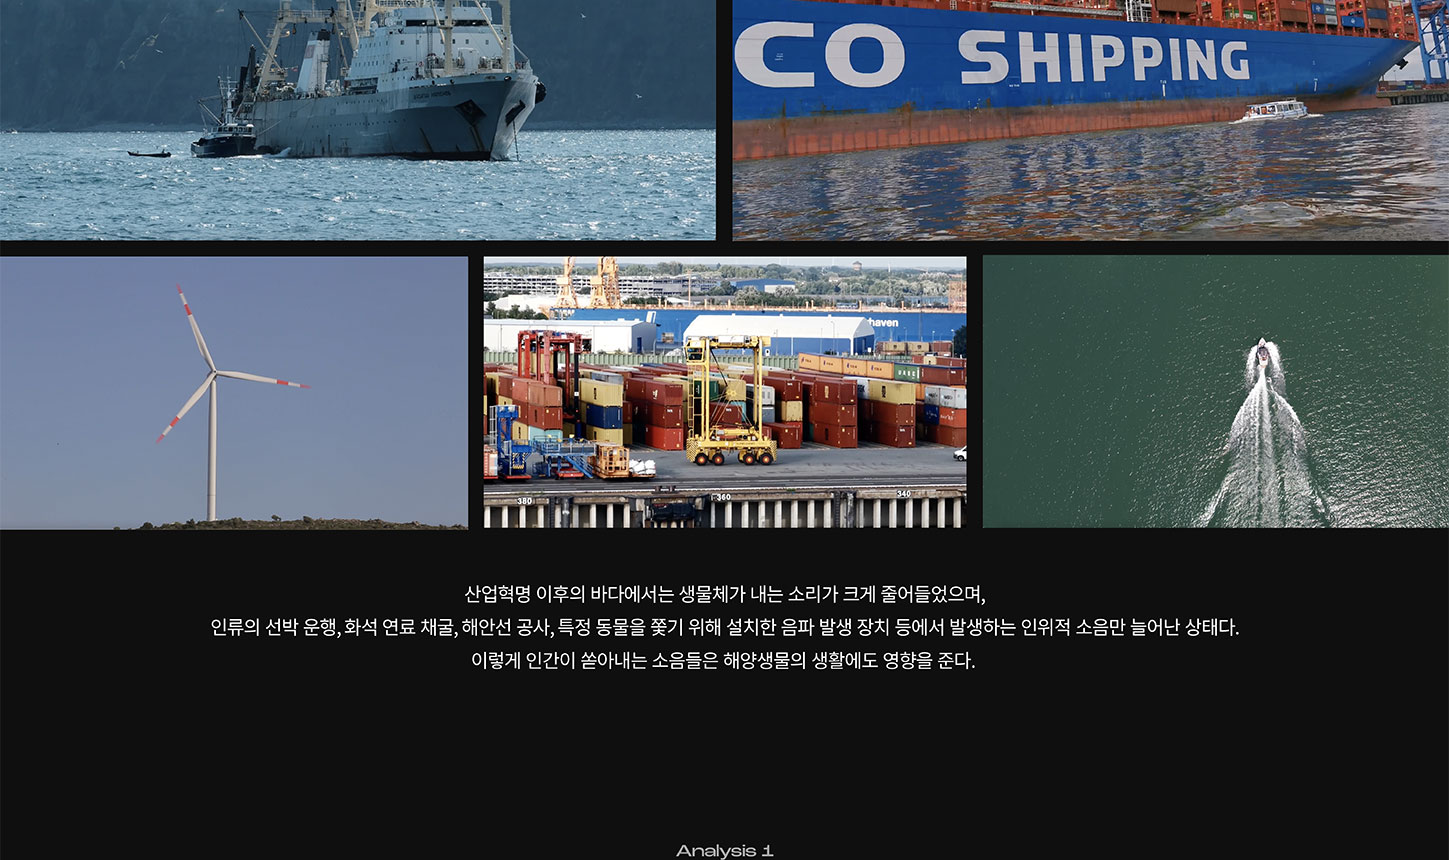 CO SHIPPING
haven
380
360
340
산업혁명 이후의 바다에서는 생물체가 내는 소리가 크게 줄어들었으며,
인류의 선박 운행, 화석 연료 채굴, 해안선 공사, 특정 동물을 쫓기 위해 설치한 음파 발생 장치 등에서 발생하는 인위적 소음만 늘어난 상태다.
이렇게 인간이 쏟아내는 소음들은 해양생물의 생활에도 영향을 준다.
Analysis 1